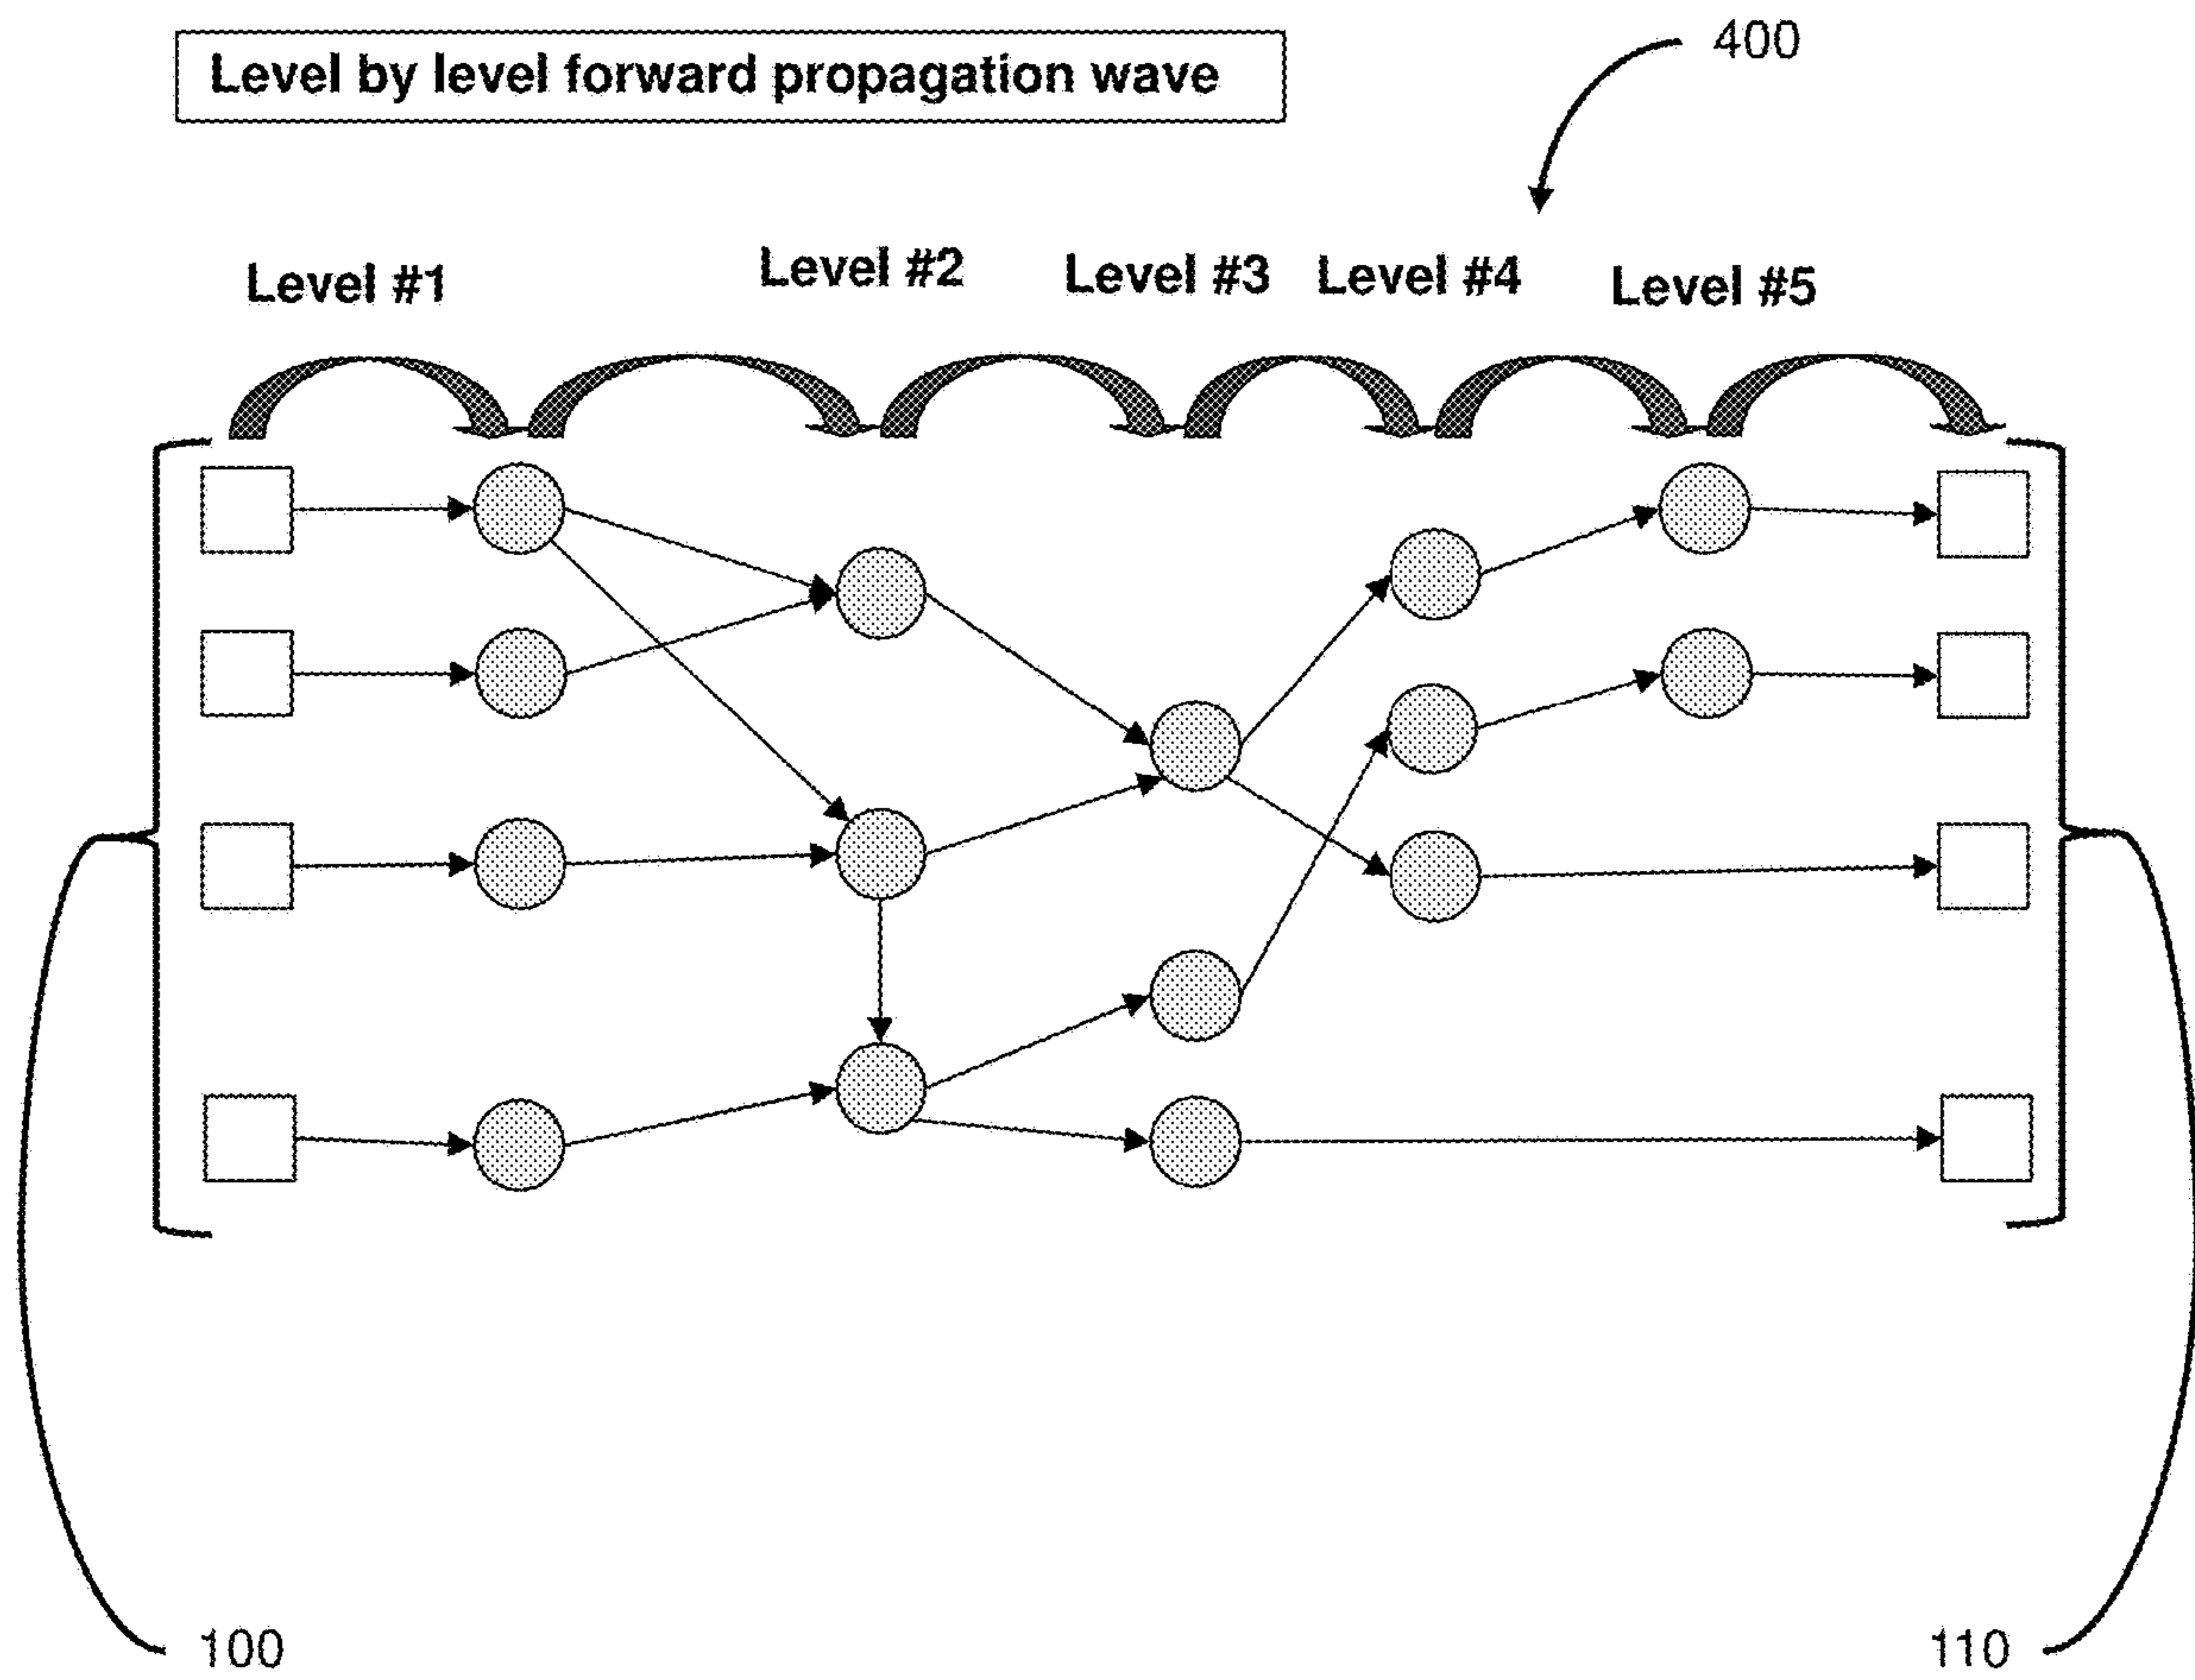 Level by level forward propagation wave
400
Level #1
Level #2
Level #3
Level #4
Level #5
100
110